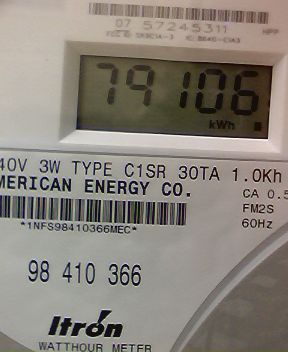 07 57245311
HPP
79106
kWh
40V 3W TYPE C1SR 30TA 1.0Kh
MERICAN ENERGY CO.
CA 0.5
FM2S
60Hz
*1NFS98410366MEC*
98 410 366
Itron
WATTHOUR METER